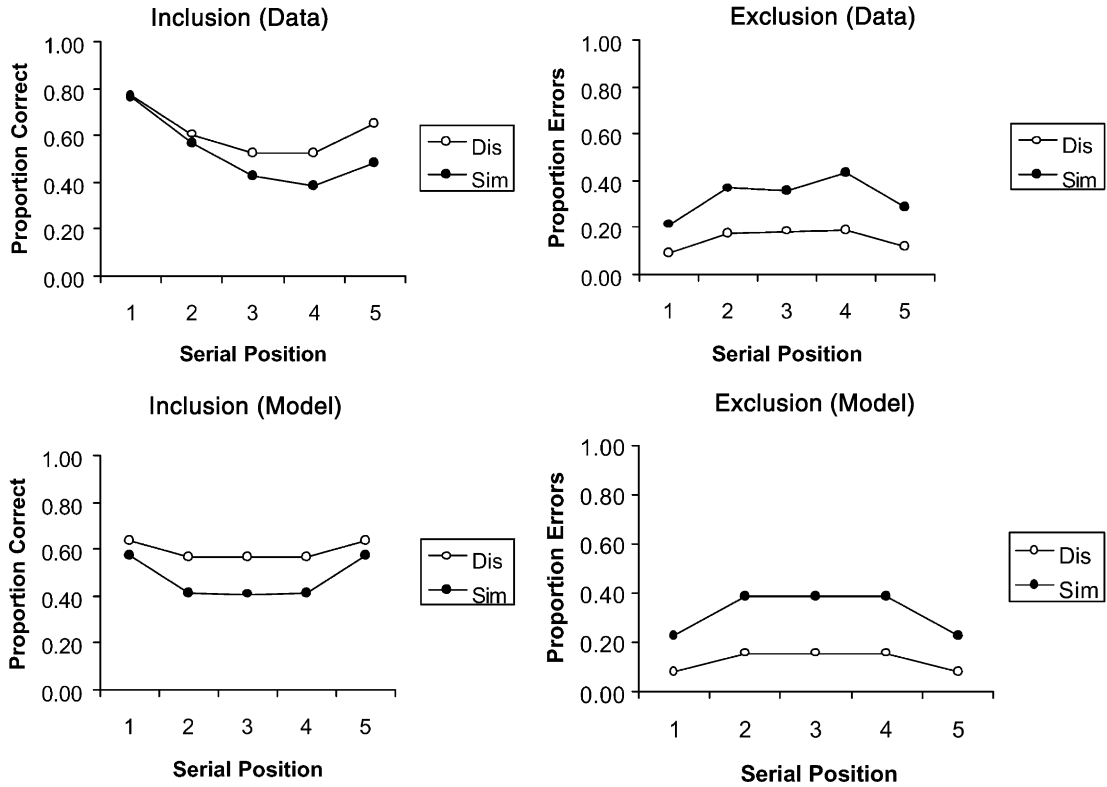 Inclusion (Data)
Proportion Correct
1.00
0.80
0.60
0.40
0.20
0.00
1 2 3 4 5
Serial Position
Dis
Sim
Exclusion (Data)
Proportion Errors
1.00
0.80
0.60
0.40
0.20
0.00
1 2 3 4 5
Serial Position
Dis
Sim
Inclusion (Model)
Proportion Correct
1.00
0.80
0.60
0.40
0.20
0.00
1 2 3 4 5
Serial Position
Dis
Sim
Exclusion (Model)
Proportion Errors
1.00
0.80
0.60
0.40
0.20
0.00
1 2 3 4 5
Serial Position
Dis
Sim